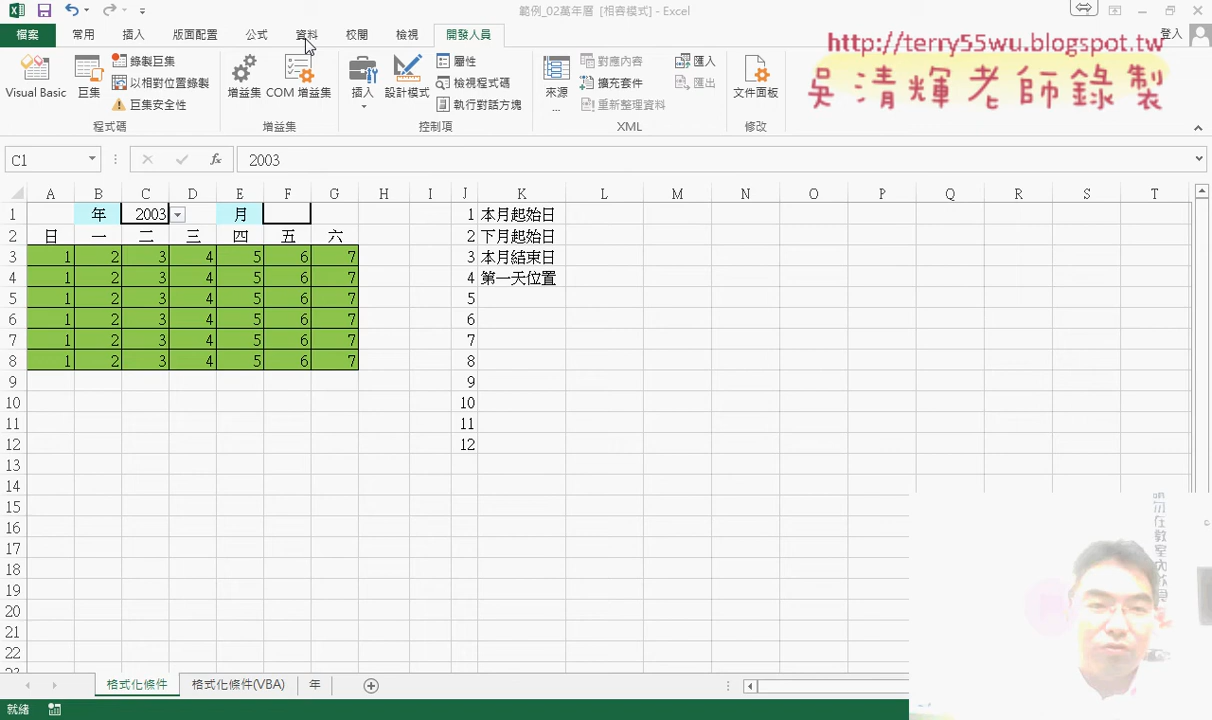 範例_02萬年曆 [相容模式] - Excel
檔案 常用 插入 版面配置 公式 資料 校閱 檢視 開發人員 登入
http://terry55wu.blogspot.tw
吳清輝老師錄製
Visual Basic 巨集 錄製巨集 以相對位置錄製 巨集安全性
增益集 COM 增益集
插入 設計模式 屬性 檢視程式碼 執行對話方塊
來源 ... 對應內容 擴充套件 重新整理資料 匯入 匯出
文件面板
程式碼 增益集 控制項 XML 修改
C1 fx 2003
A B C D E F G H I J K L M N O P Q R S T
1 年 2003 月 1 本月起始日
2 日 一 二 三 四 五 六 2 下月起始日
3 1 2 3 4 5 6 7 3 本月結束日
4 1 2 3 4 5 6 7 4 第一天位置
5 1 2 3 4 5 6 7 5
6 1 2 3 4 5 6 7 6
7 1 2 3 4 5 6 7 7
8 1 2 3 4 5 6 7 8
9 9
10 10
11 11
12 12
13
14
15
16
17
18
19
20
21
22
格式化條件 格式化條件(VBA) 年
就緒